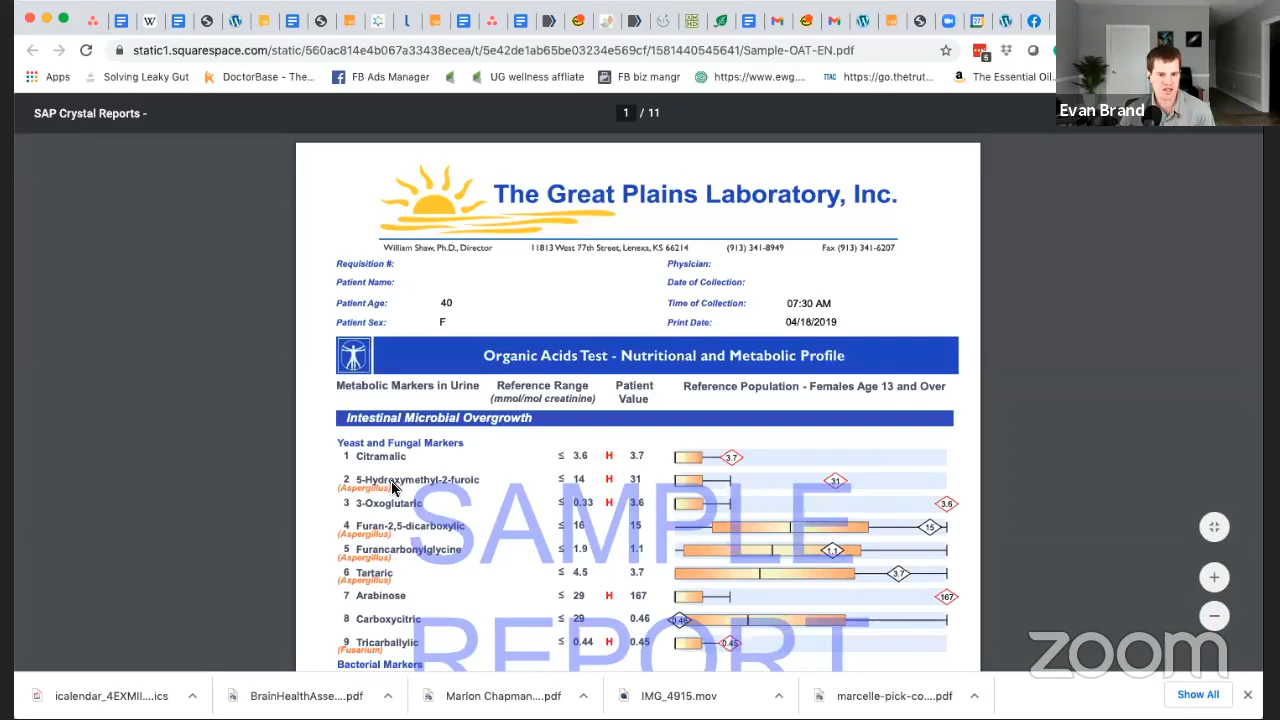 static1.squarespace.com/static/560ac814e4b067a33438ecea/t/5e42de1ab65be03234e569cf/1581440545641/Sample-OAT-EN.pdf
5
Apps Solving Leaky Gut DoctorBase - The... FB Ads Manager UG wellness affliate FB biz mangr https://www.ewg.... https://go.thetrut... The Essential Oil...
Evan Brand
SAP Crystal Reports - 1 / 11
The Great Plains Laboratory, Inc.
William Shaw, Ph.D., Director 11813 West 77th Street, Lenexa, KS 66214 (913) 341-8949 Fax (913) 341-6207
Requisition #: Physician:
Patient Name: Date of Collection:
Patient Age: 40 Time of Collection: 07:30 AM
Patient Sex: F Print Date: 04/18/2019
Organic Acids Test - Nutritional and Metabolic Profile
Metabolic Markers in Urine Reference Range Patient Reference Population - Females Age 13 and Over
(mmol/mol creatinine) Value
Intestinal Microbial Overgrowth
Yeast and Fungal Markers
1 Citramalic ≤ 3.6 H 3.7 3.7
2 5-Hydroxymethyl-2-furoic ≤ 14 H 31 31
(Aspergillus)
3 3-Oxoglutaric ≤ 0.33 H 3.6 3.6
4 Furan-2,5-dicarboxylic ≤ 16 15 15
(Aspergillus)
5 Furancarbonylglycine ≤ 1.9 1.1 1.1
(Aspergillus)
6 Tartaric ≤ 4.5 3.7 3.7
(Aspergillus)
7 Arabinose ≤ 29 H 167 167
8 Carboxycitric ≤ 29 0.46 0.46
9 Tricarballylic ≤ 0.44 H 0.45 0.45
(Fusarium)
Bacterial Markers
SAMPLE
REPORT
zoom
icalendar_4EXMII....ics BrainHealthAsse....pdf Marlon Chapman....pdf IMG_4915.mov marcelle-pick-co....pdf Show All